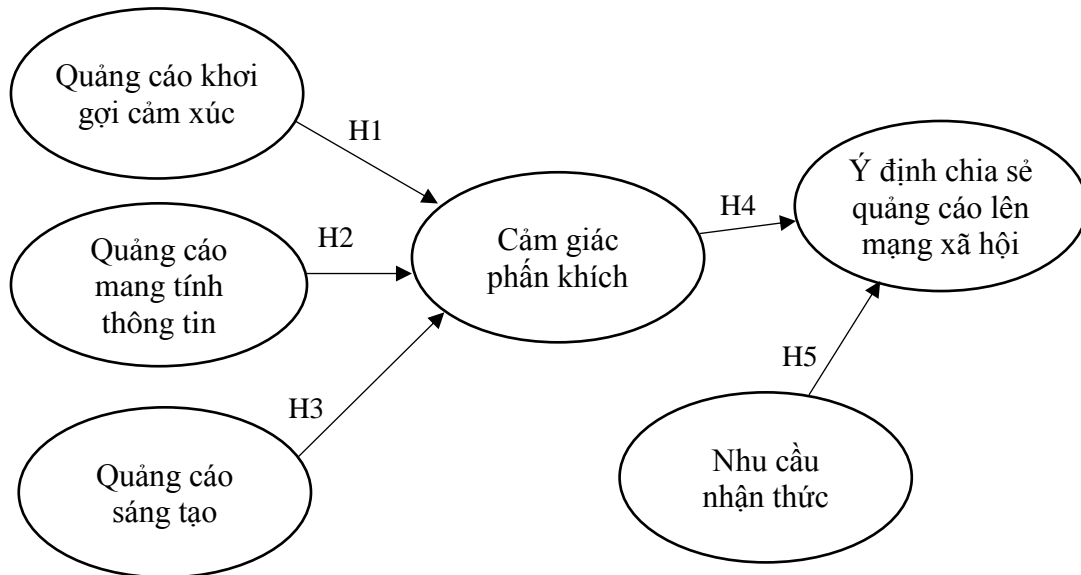 Quảng cáo khơi
gợi cảm xúc
H1
Quảng cáo
mang tính
thông tin
H2
Quảng cáo
sáng tạo
H3
Cảm giác
phấn khích
H4
Ý định chia sẻ
quảng cáo lên
mạng xã hội
H5
Nhu cầu
nhận thức